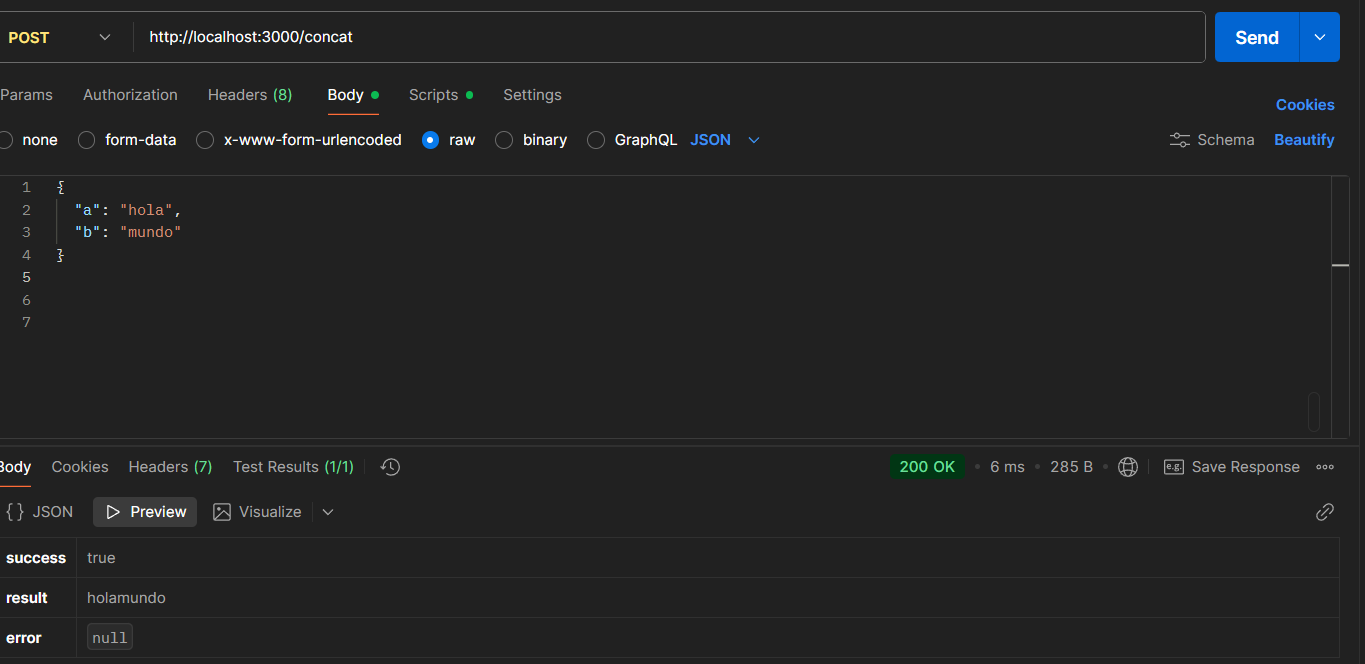 POST http://localhost:3000/concat Send
Params Authorization Headers (8) Body Scripts Settings Cookies
none form-data x-www-form-urlencoded raw binary GraphQL JSON Schema Beautify
1 {
2 "a": "hola",
3 "b": "mundo"
4 }
5
6
7
Body Cookies Headers (7) Test Results (1/1) 200 OK • 6 ms • 285 B • e.g. Save Response
{} JSON Preview Visualize
success true
result holamundo
error null